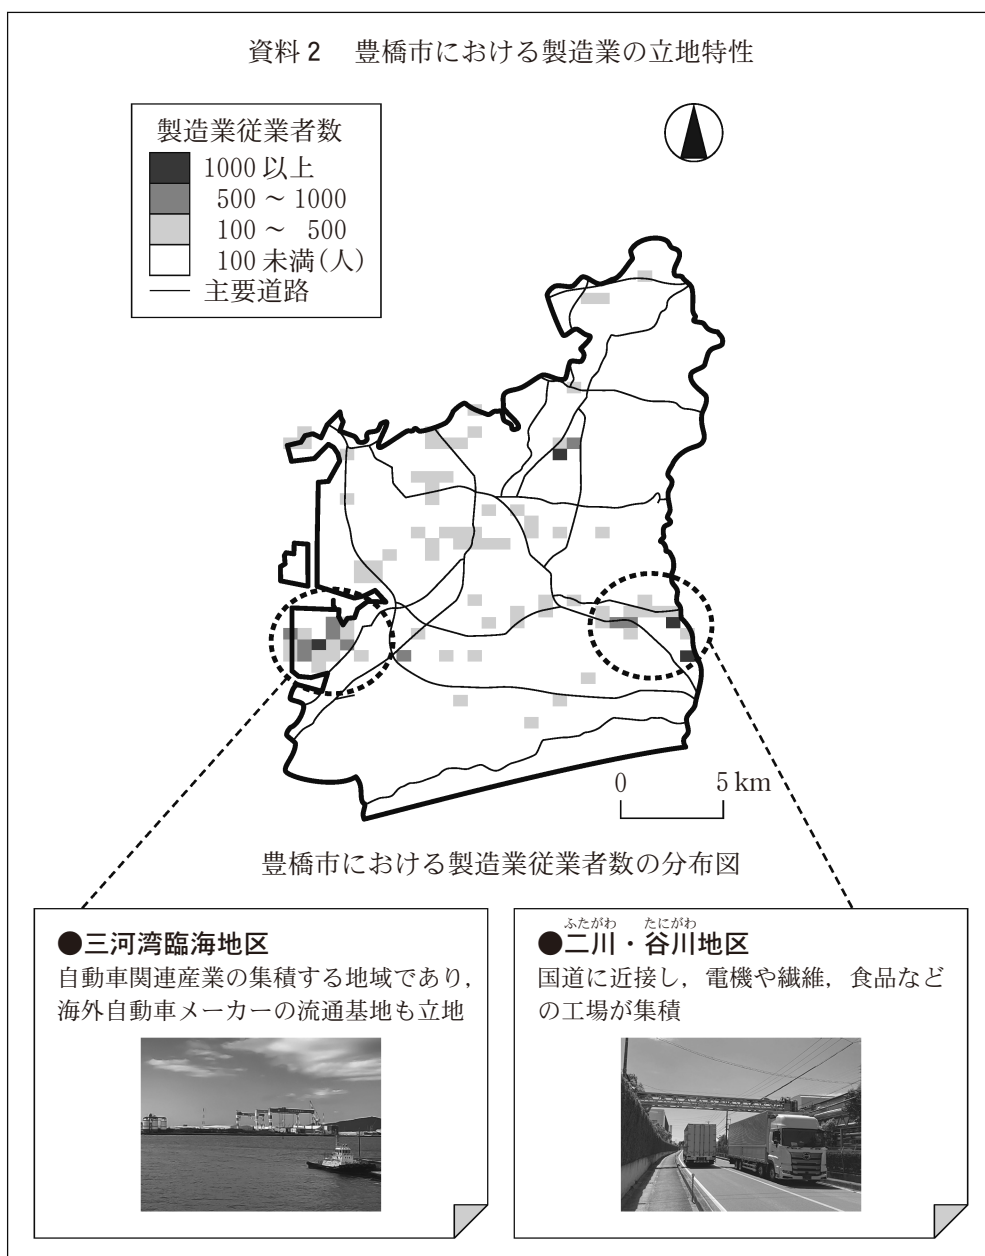 資料2 豊橋市における製造業の立地特性
製造業従業者数
1000以上
500～1000
100～ 500
100未満(人)
主要道路
0 5 km
豊橋市における製造業従業者数の分布図
●三河湾臨海地区
自動車関連産業の集積する地域であり，
海外自動車メーカーの流通基地も立地
ふたがわ たにがわ
●二川・谷川地区
国道に近接し，電機や繊維，食品など
の工場が集積